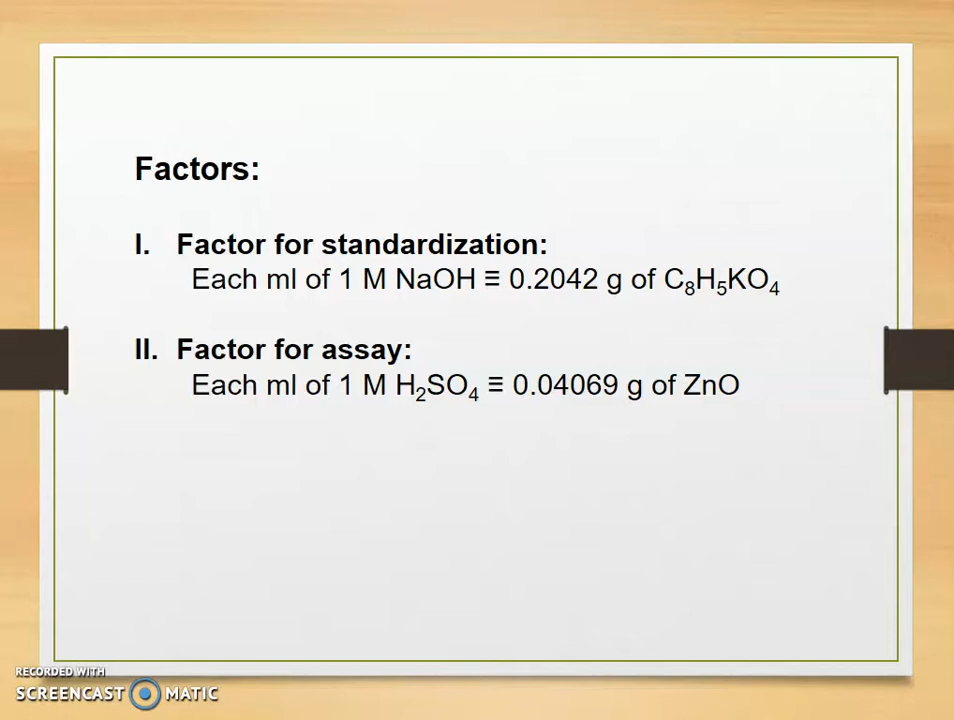 Factors:
I. Factor for standardization:
Each ml of 1 M NaOH ≡ 0.2042 g of C₈H₅KO₄
II. Factor for assay:
Each ml of 1 M H₂SO₄ ≡ 0.04069 g of ZnO
RECORDED WITH
SCREENCAST MATIC